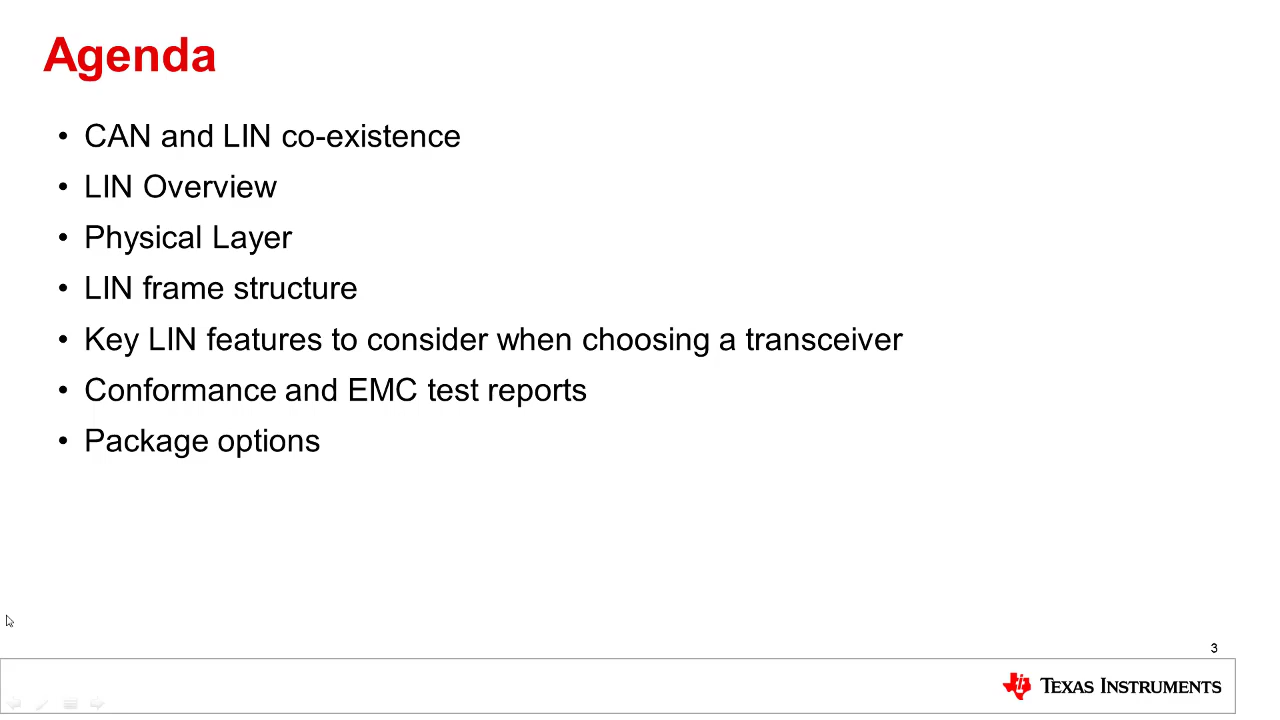 Agenda
• CAN and LIN co-existence
• LIN Overview
• Physical Layer
• LIN frame structure
• Key LIN features to consider when choosing a transceiver
• Conformance and EMC test reports
• Package options
3
TEXAS INSTRUMENTS